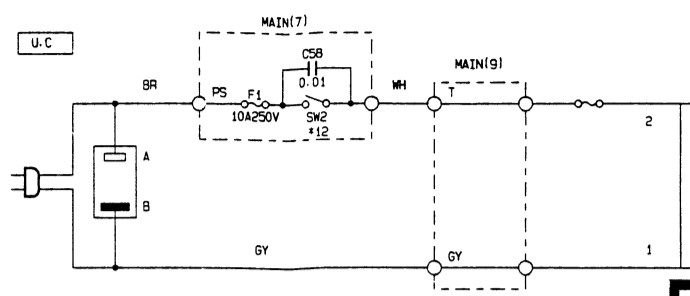 MAIN(7)
U.C
C58
0.01
MAIN(9)
BR
PS
F1
WH
T
10A250V
SW2
*12
2
A
B
GY
GY
1